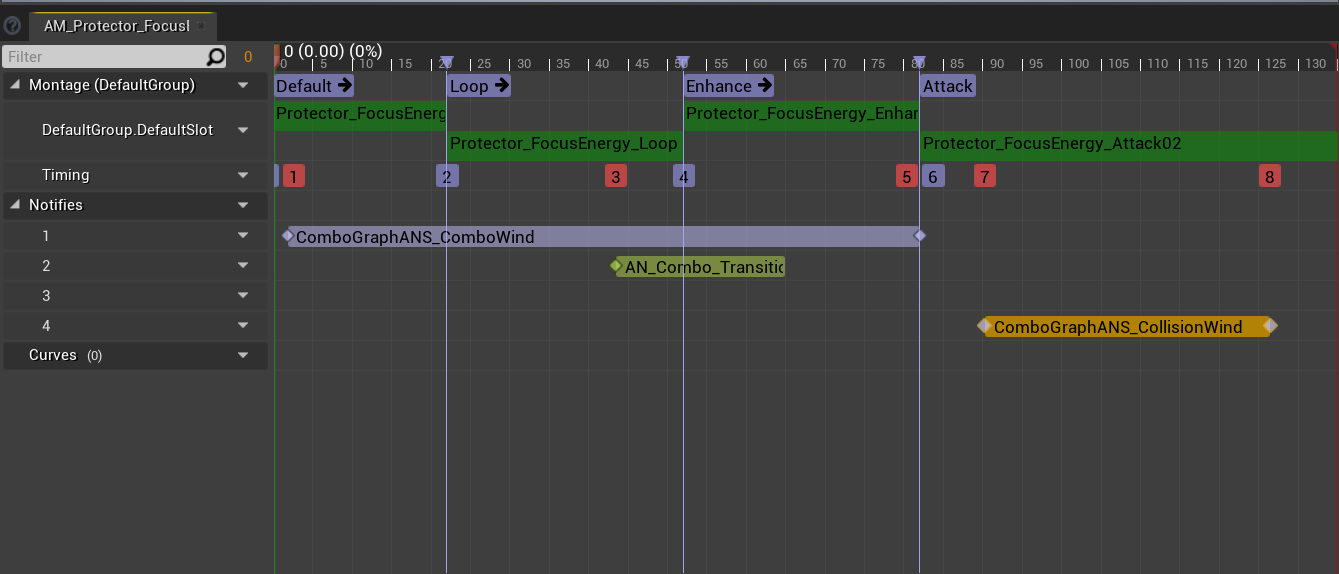 AM_Protector_FocusI
Filter
0
0 (0.00) (0%)
0 5 10 15 20 25 30 35 40 45 50 55 60 65 70 75 80 85 90 95 100 105 110 115 120 125 130
Montage (DefaultGroup)
Default Loop Enhance Attack
DefaultGroup.DefaultSlot
Protector_FocusEnerg Protector_FocusEnergy_Enhar
Protector_FocusEnergy_Loop Protector_FocusEnergy_Attack02
Timing
1 2 3 4 5 6 7 8
Notifies
1 ComboGraphANS_ComboWind
2 AN_Combo_Transitic
3
4 ComboGraphANS_CollisionWind
Curves (0)